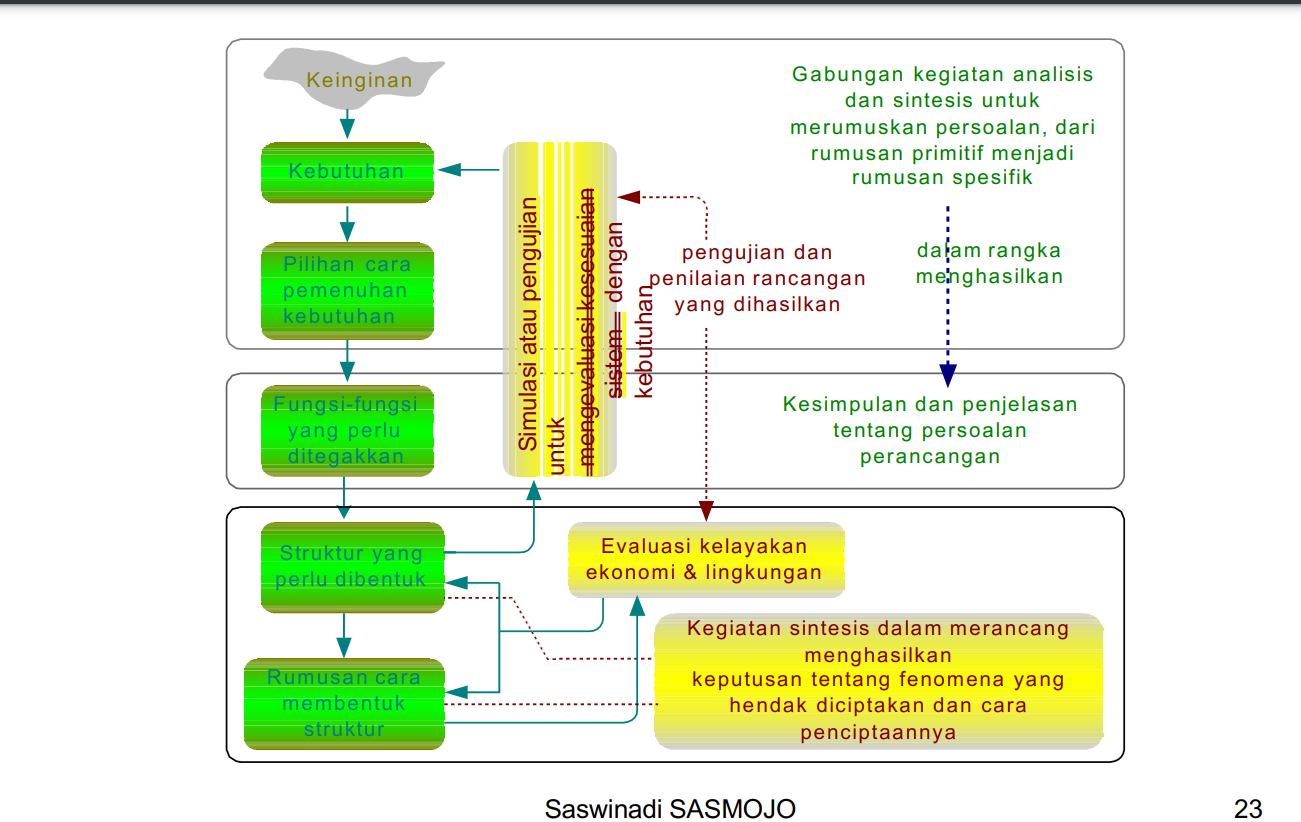 Keinginan
Kebutuhan
Pilihan cara
pemenuhan
kebutuhan
Fungsi-fungsi
yang perlu
ditegakkan
Struktur yang
perlu dibentuk
Rumusan cara
membentuk
struktur
Simulasi atau pengujian
untuk
mengevaluasi kesesuaian
sistem dengan
kebutuhan
pengujian dan
penilaian rancangan
yang dihasilkan
Gabungan kegiatan analisis
dan sintesis untuk
merumuskan persoalan, dari
rumusan primitif menjadi
rumusan spesifik
dalam rangka
menghasilkan
Kesimpulan dan penjelasan
tentang persoalan
perancangan
Evaluasi kelayakan
ekonomi & lingkungan
Kegiatan sintesis dalam merancang
menghasilkan
keputusan tentang fenomena yang
hendak diciptakan dan cara
penciptaannya
Saswinadi SASMOJO
23